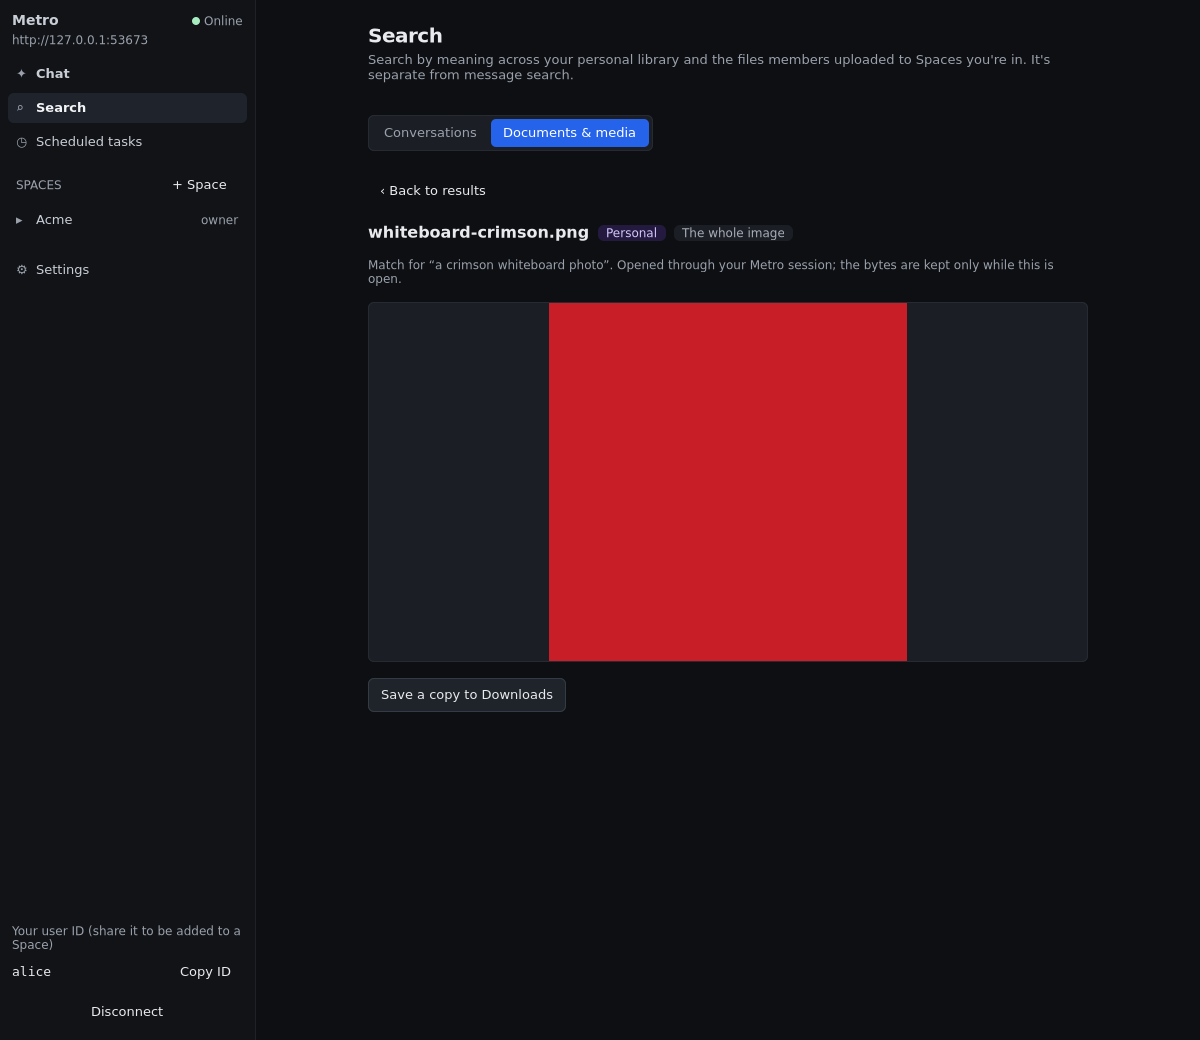 Metro
Online
http://127.0.0.1:53673
Chat
Search
Scheduled tasks
SPACES
+ Space
Acme
owner
Settings
Your user ID (share it to be added to a
Space)
alice
Copy ID
Disconnect
Search
Search by meaning across your personal library and the files members uploaded to Spaces you're in. It's
separate from message search.
Conversations
Documents & media
‹ Back to results
whiteboard-crimson.png
Personal
The whole image
Match for “a crimson whiteboard photo”. Opened through your Metro session; the bytes are kept only while this is
open.
Save a copy to Downloads